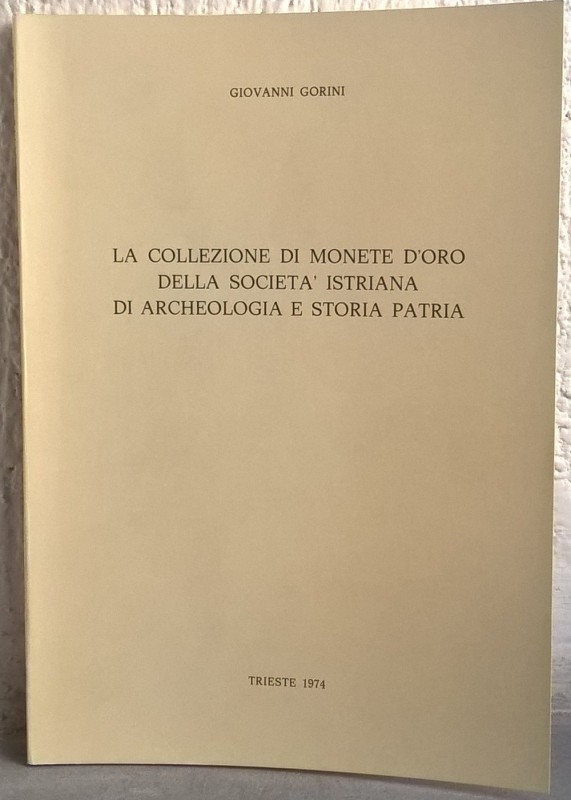 GIOVANNI GORINI
LA COLLEZIONE DI MONETE D'ORO
DELLA SOCIETA' ISTRIANA
DI ARCHEOLOGIA E STORIA PATRIA
TRIESTE 1974